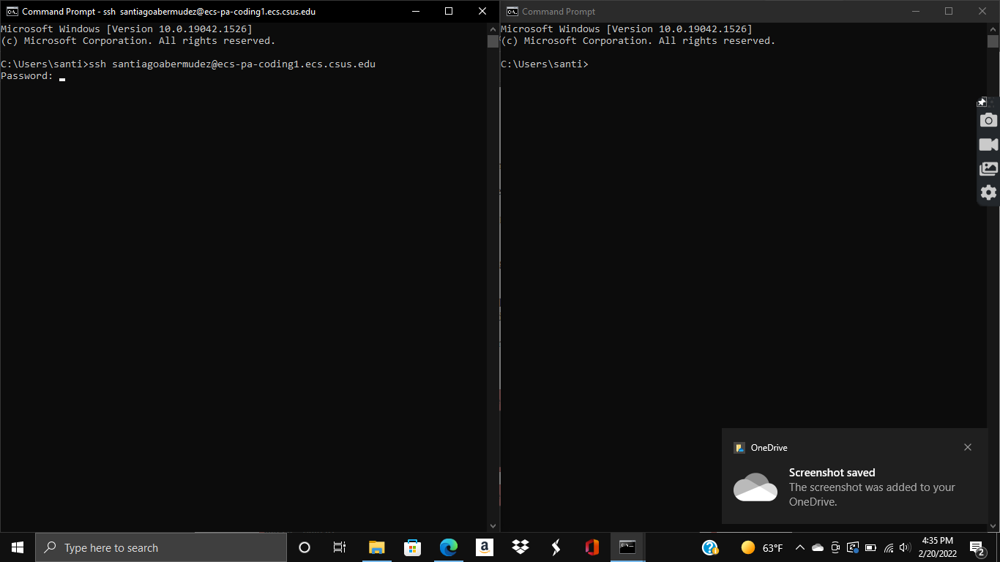 Command Prompt - ssh  santiagoabermudez@ecs-pa-coding1.ecs.csus.edu
Microsoft Windows [Version 10.0.19042.1526]
(c) Microsoft Corporation. All rights reserved.
C:\Users\santi>ssh santiagoabermudez@ecs-pa-coding1.ecs.csus.edu
Password:
Command Prompt
Microsoft Windows [Version 10.0.19042.1526]
(c) Microsoft Corporation. All rights reserved.
C:\Users\santi>
OneDrive
Screenshot saved
The screenshot was added to your
OneDrive.
Type here to search
63°F
4:35 PM
2/20/2022
2